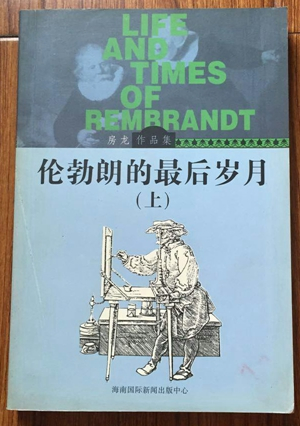 LIFE
AND
TIMES
OF
REMBRANDT
房龙作品集
伦勃朗的最后岁月
(上)
海南国际新闻出版中心